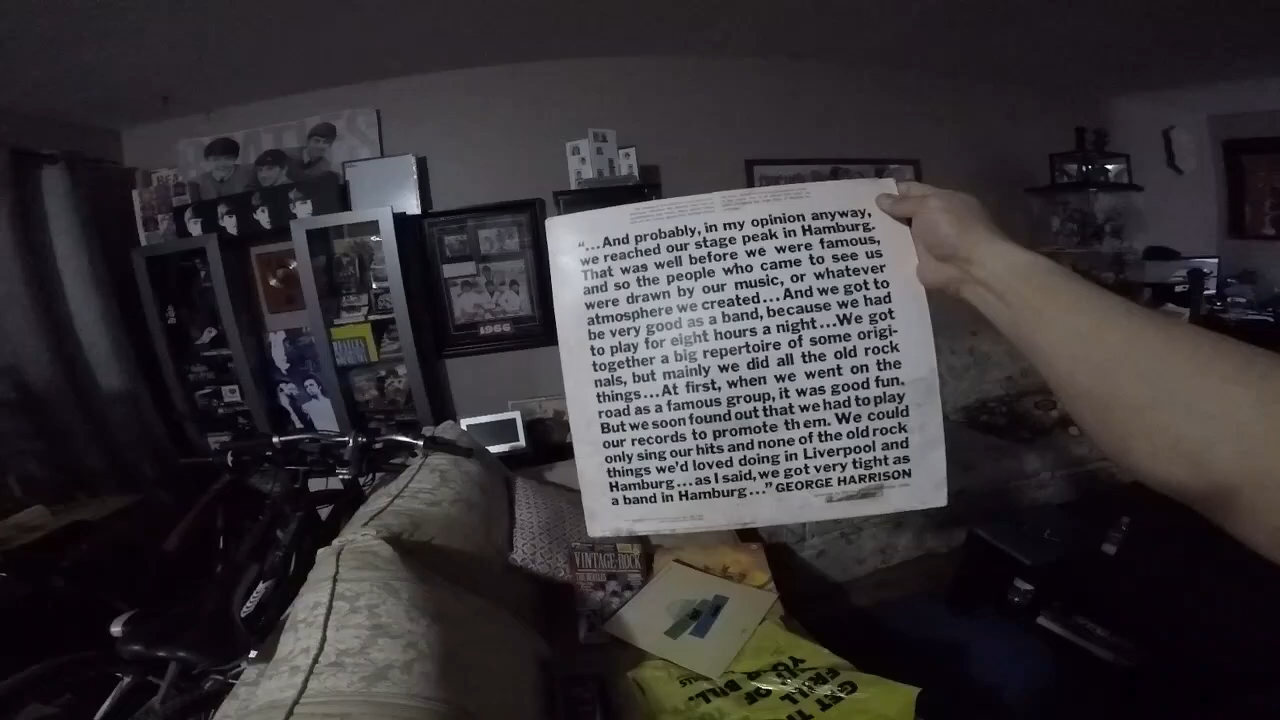 BEA
"...And probably, in my opinion anyway,
we reached our stage peak in Hamburg.
That was well before we were famous,
and so the people who came to see us
were drawn by our music, or whatever
atmosphere we created...And we got to
be very good as a band, because we had
to play for eight hours a night...We got
together a big repertoire of some origi-
nals, but mainly we did all the old rock
things...At first, when we went on the
road as a famous group, it was good fun.
But we soon found out that we had to play
our records to promote them. We could
only sing our hits and none of the old rock
things we'd loved doing in Liverpool and
Hamburg...as I said, we got very tight as
a band in Hamburg..." GEORGE HARRISON
1966
VINTAGE ROCK
THE BEATLES